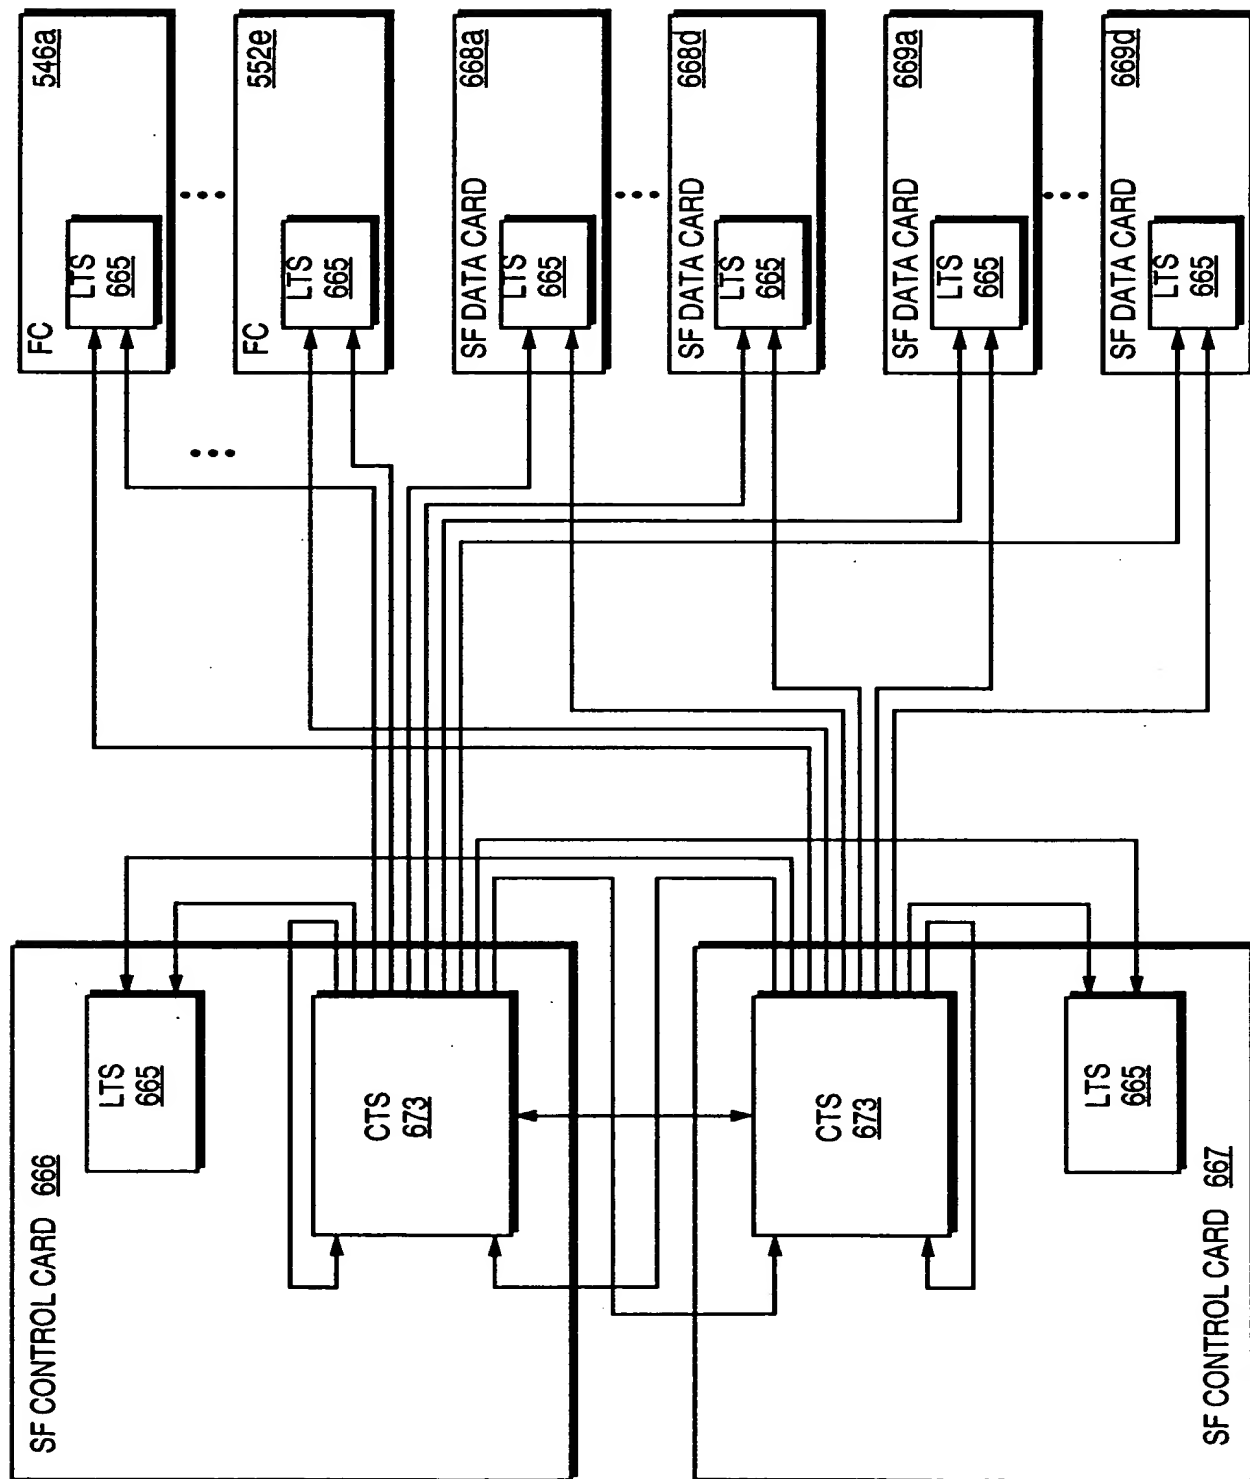 SF CONTROL CARD 666
LTS
665
CTS
673
SF CONTROL CARD 667
CTS
673
LTS
665
FC
546a
LTS
665
FC
552e
LTS
665
SF DATA CARD
668a
LTS
665
SF DATA CARD
668d
LTS
665
SF DATA CARD
669a
LTS
665
SF DATA CARD
669d
LTS
665